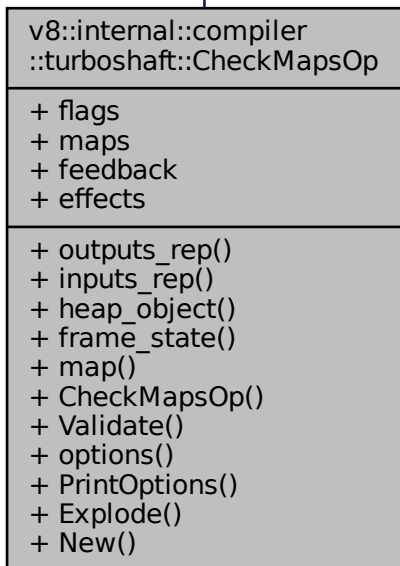 v8::internal::compiler
::turboshaft::CheckMapsOp
+ flags
+ maps
+ feedback
+ effects
+ outputs_rep()
+ inputs_rep()
+ heap_object()
+ frame_state()
+ map()
+ CheckMapsOp()
+ Validate()
+ options()
+ PrintOptions()
+ Explode()
+ New()